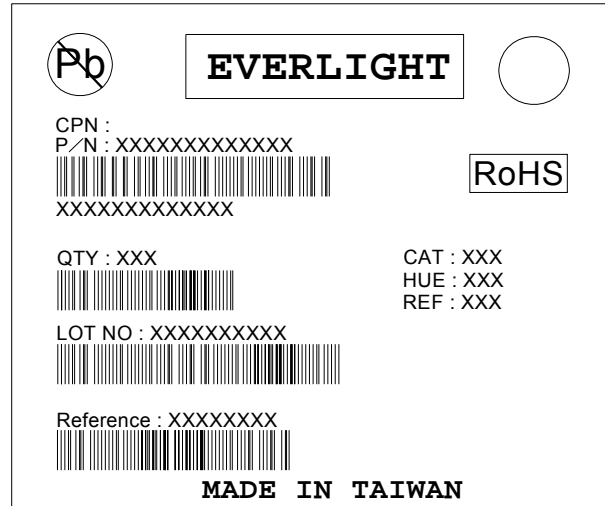 Pb
EVERLIGHT
CPN :
P/N : XXXXXXXXXXXXX
XXXXXXXXXXXXX
RoHS
QTY : XXX
CAT : XXX
HUE : XXX
REF : XXX
LOT NO : XXXXXXXXXX
Reference : XXXXXXXX
MADE IN TAIWAN